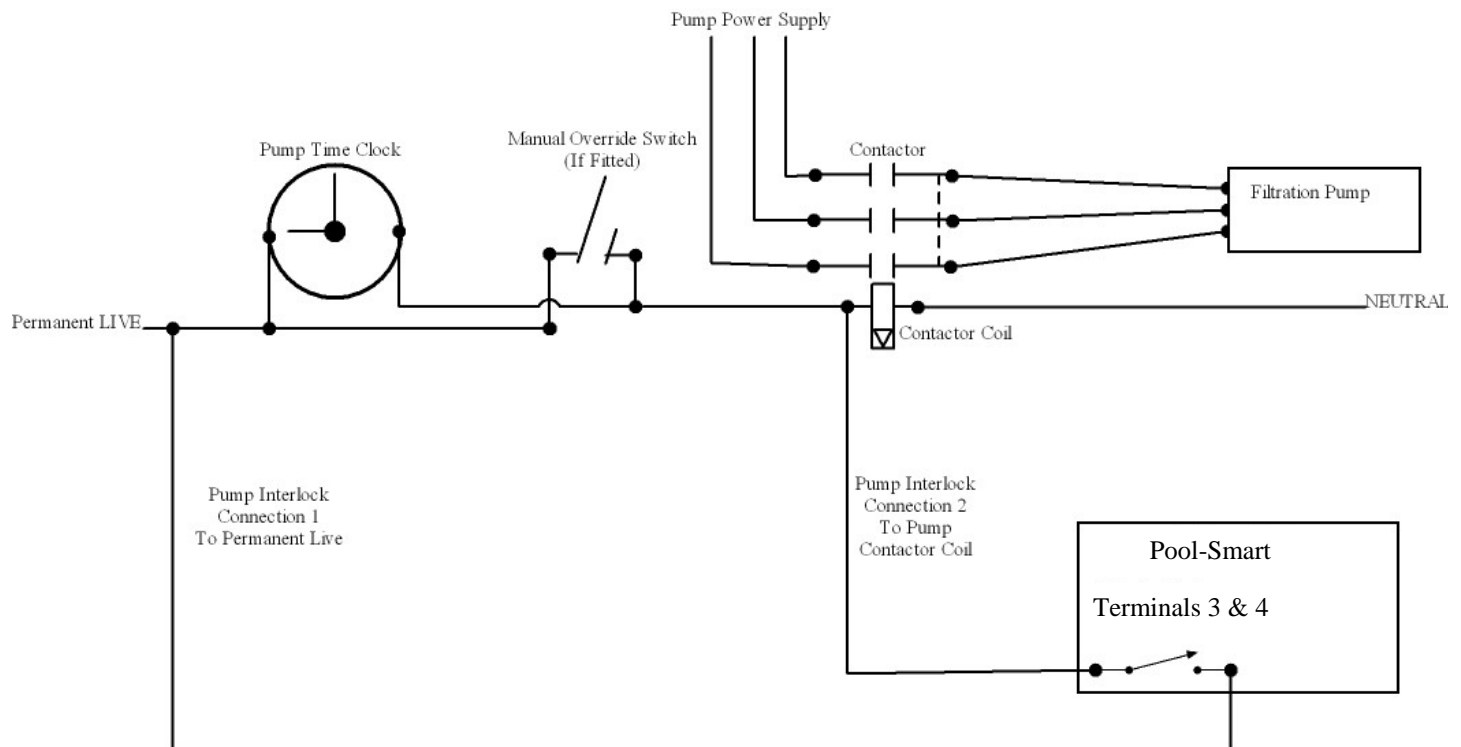 Pump Power Supply
Pump Time Clock
Manual Override Switch
(If Fitted)
Contactor
Filtration Pump
Permanent LIVE
NEUTRAL
Contactor Coil
Pump Interlock
Connection 1
To Permanent Live
Pump Interlock
Connection 2
To Pump
Contactor Coil
Pool-Smart
Terminals 3 & 4